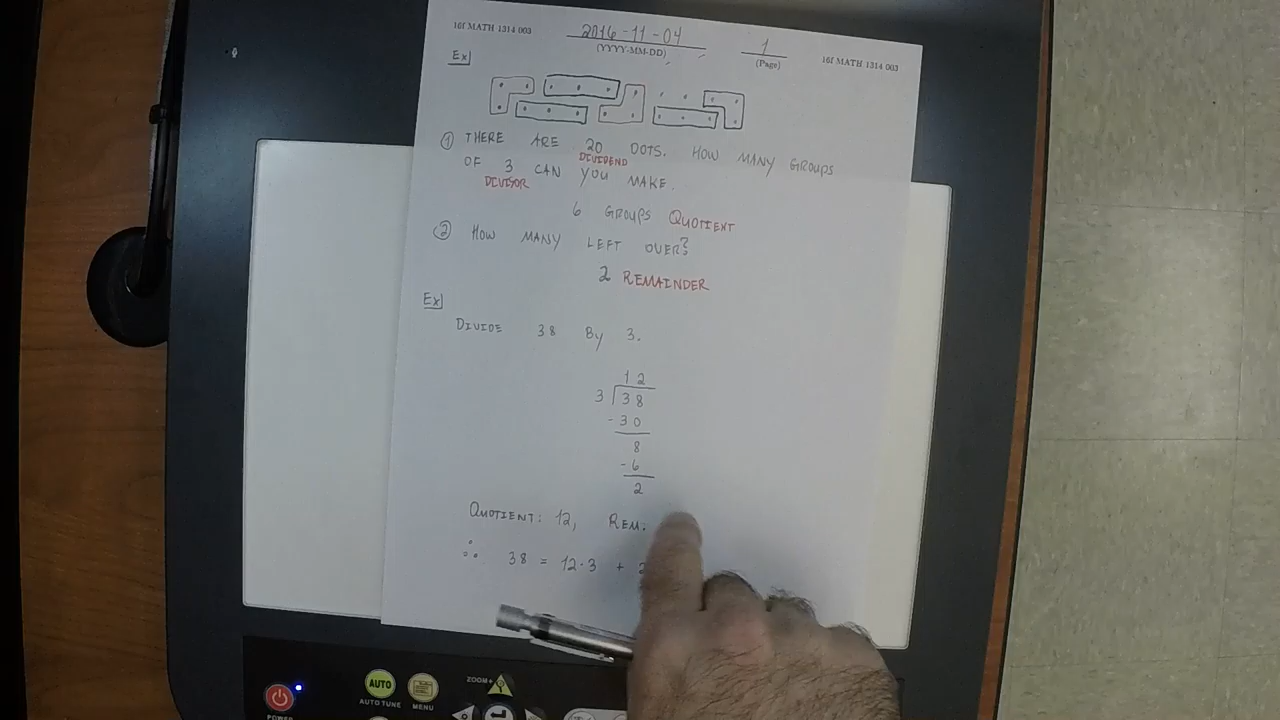 16f MATH 1314 003 2016-11-04 1 16f MATH 1314 003
(YYYY-MM-DD) (Page)
Ex
① THERE ARE 20 DOTS. HOW MANY GROUPS
DIVIDEND
OF 3 CAN YOU MAKE.
DIVISOR
6 GROUPS QUOTIENT
② HOW MANY LEFT OVER?
2 REMAINDER
Ex
DIVIDE 38 By 3.
12
3 38
-30
8
-6
2
QUOTIENT: 12, REM:
∴ 38 = 12·3 + 2
AUTO ZOOM+
AUTO TUNE MENU
POWER